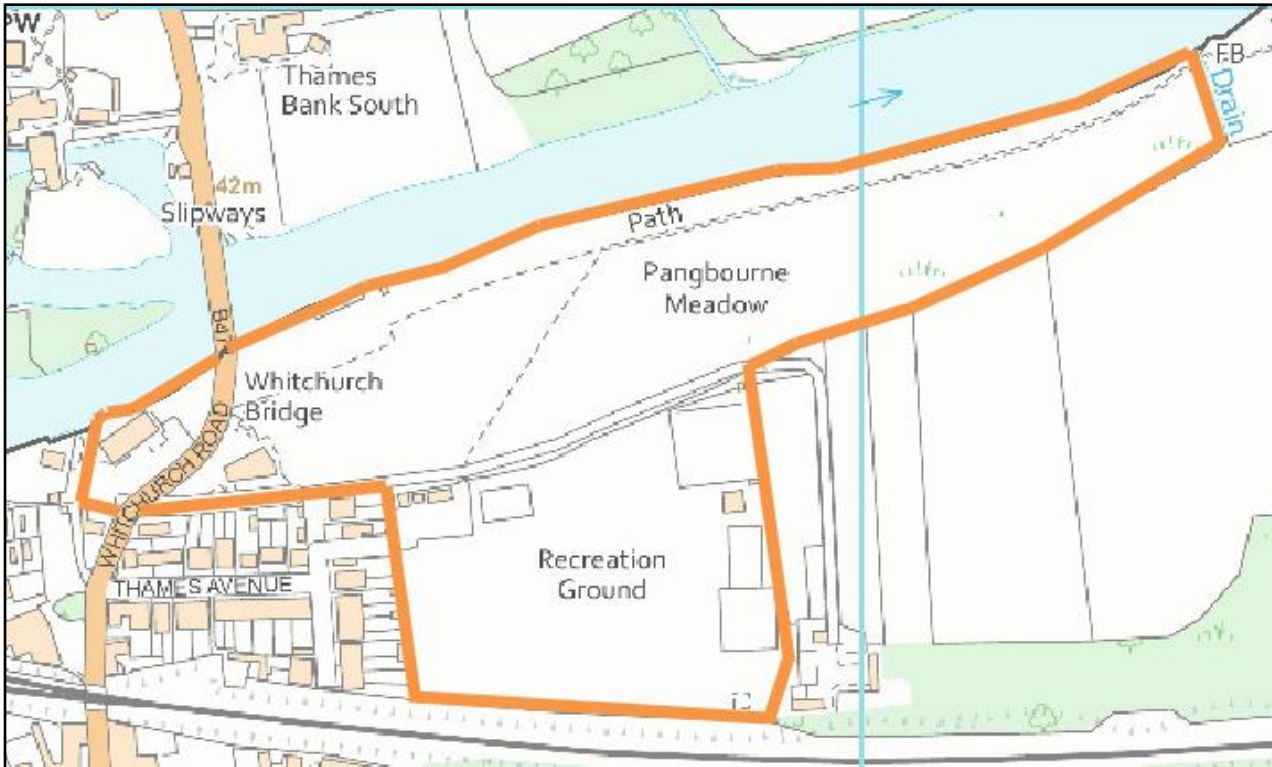 PW
Thames
Bank South
FB
Drain
42m
Slipways
Path
B471
Pangbourne
Meadow
Whitchurch
Bridge
WHITCHURCH ROAD
Recreation
Ground
THAMES AVENUE